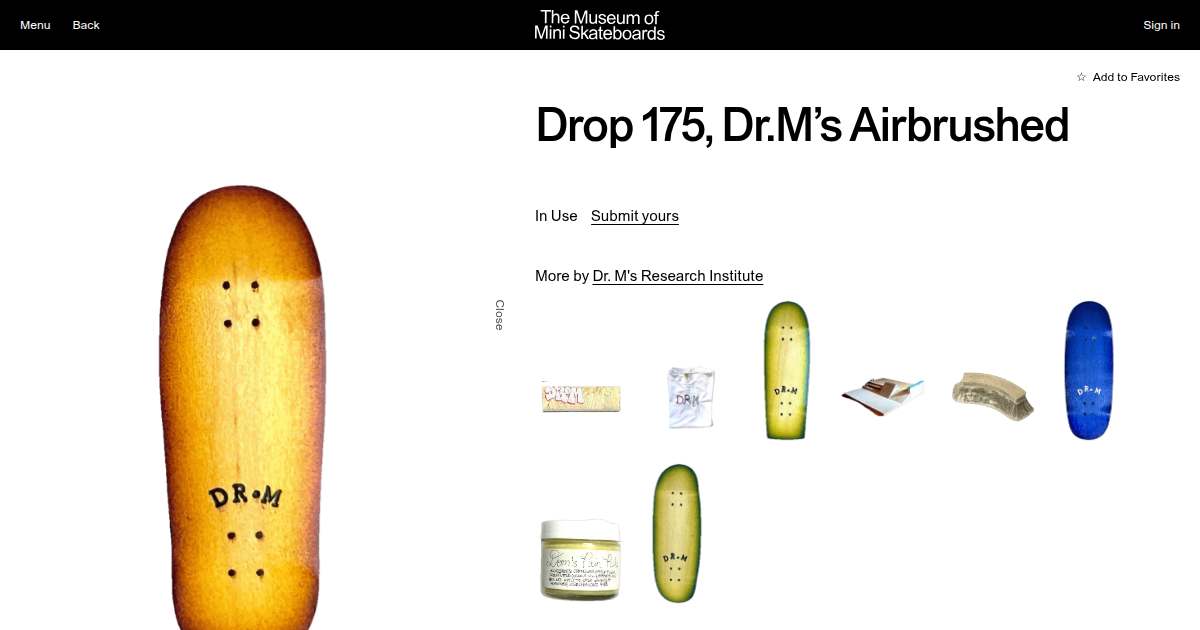 Menu
Back
The Museum of
Mini Skateboards
Sign in
☆ Add to Favorites
Drop 175, Dr.M’s Airbrushed
In Use Submit yours
More by Dr. M's Research Institute
Close
DR•M
DR M
DR•M
DR•M
DR•M